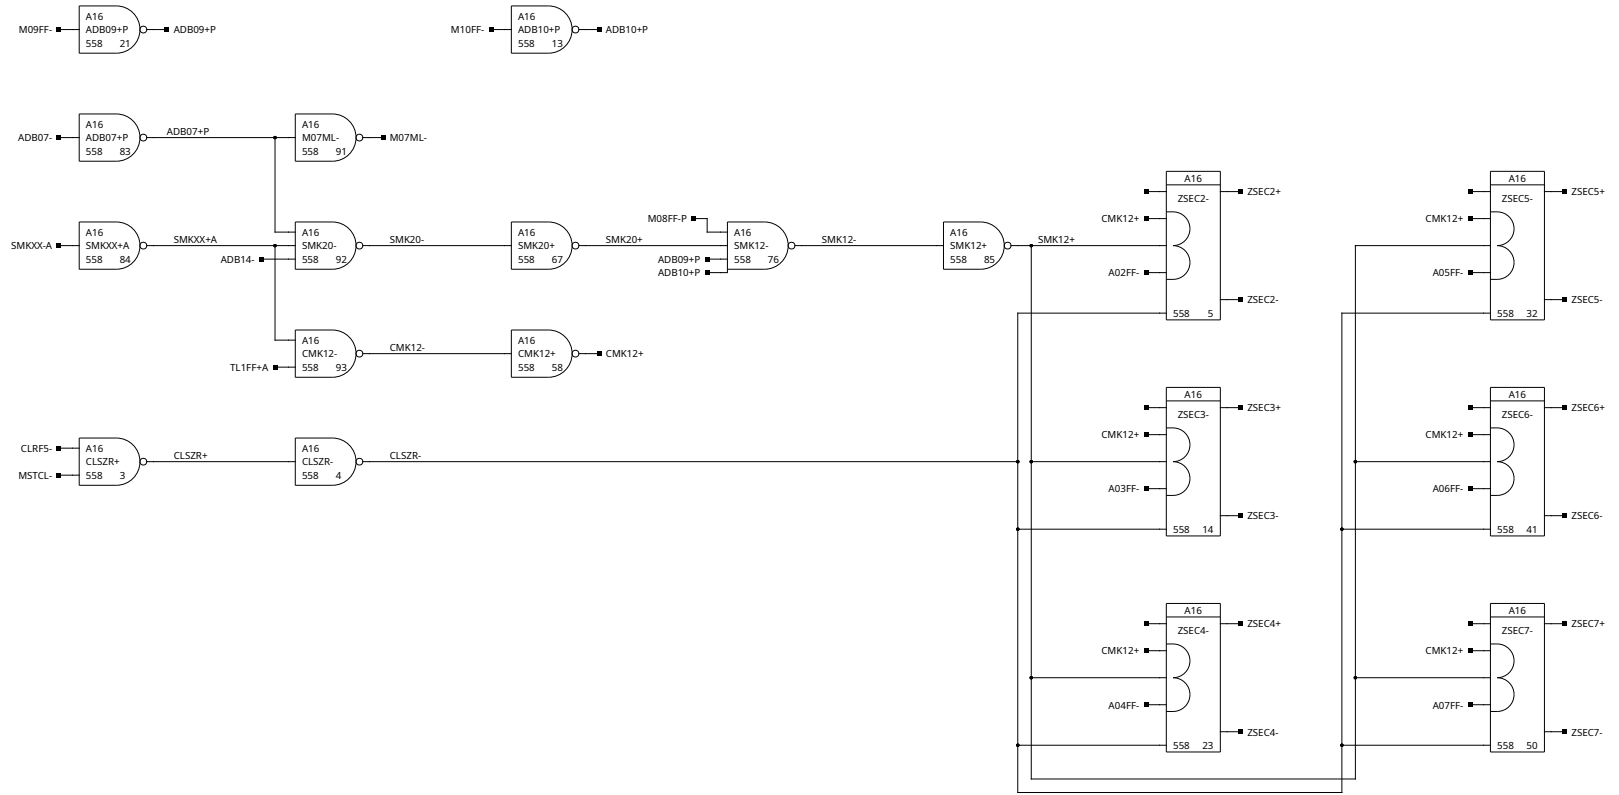 A16
M09FF- ADB09+P ADB09+P
558 21
A16
M10FF- ADB10+P ADB10+P
558 13
A16
ADB07- ADB07+P ADB07+P
558 83
A16
M07ML- M07ML-
558 91
A16
SMKXX-A SMKXX+A SMKXX+A
558 84
A16
SMK20- SMK20-
ADB14- 558 92
A16
SMK20+ SMK20+
558 67
M08FF-P
A16
SMK12- SMK12-
ADB09+P 558 76
ADB10+P
A16
SMK12+ SMK12+
558 85
A16
CMK12- CMK12-
TL1FF+A 558 93
A16
CMK12+ CMK12+
558 58
CLRF5- A16
CLSZR+ CLSZR+
MSTCL- 558 3
A16
CLSZR- CLSZR-
558 4
A16
ZSEC2+
ZSEC2-
CMK12+
A02FF-
ZSEC2-
558 5
A16
ZSEC5+
ZSEC5-
CMK12+
A05FF-
ZSEC5-
558 32
A16
ZSEC3+
ZSEC3-
CMK12+
A03FF-
ZSEC3-
558 14
A16
ZSEC6+
ZSEC6-
CMK12+
A06FF-
ZSEC6-
558 41
A16
ZSEC4+
ZSEC4-
CMK12+
A04FF-
ZSEC4-
558 23
A16
ZSEC7+
ZSEC7-
CMK12+
A07FF-
ZSEC7-
558 50